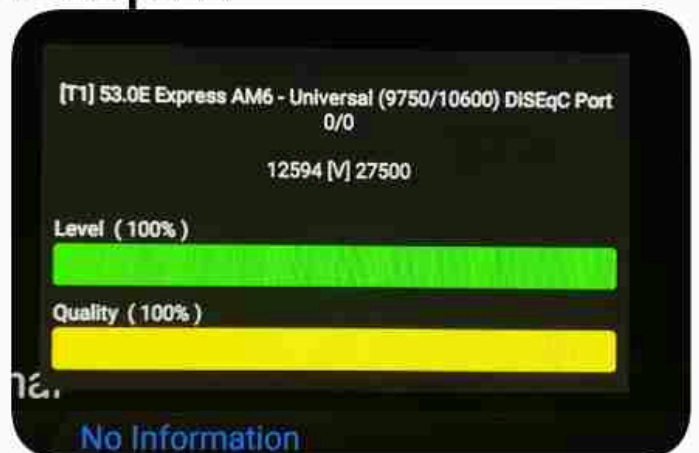 [T1] 53.0E Express AM6 - Universal (9750/10600) DiSEqC Port
0/0
12594 [V] 27500
Level ( 100% )
Quality ( 100% )
No Information